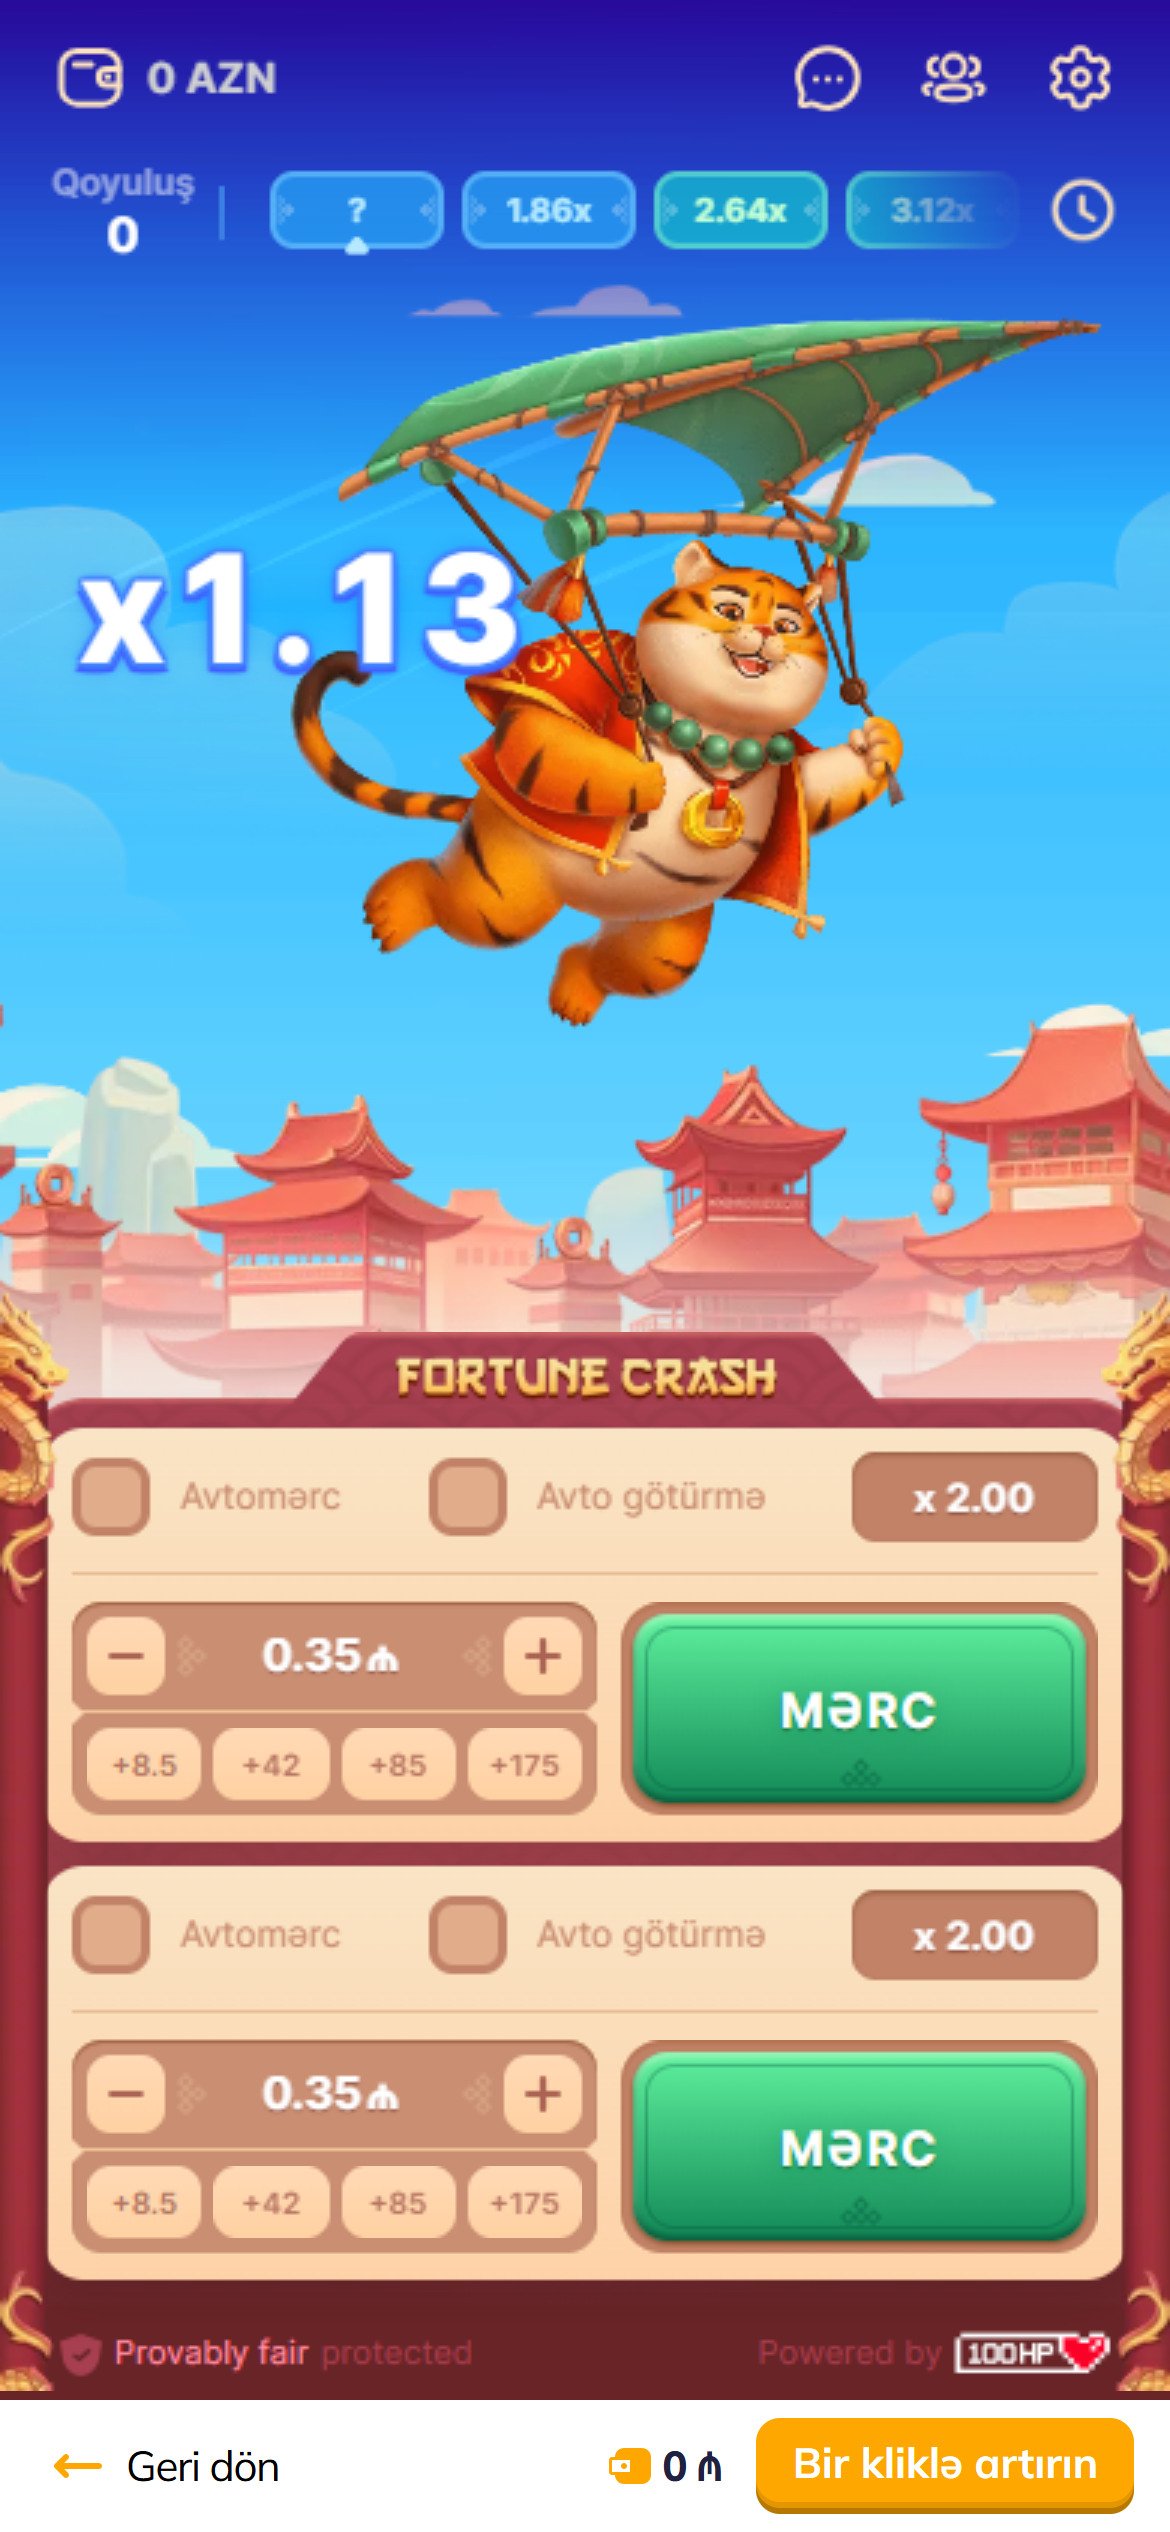 0 AZN
Qoyuluş
0
?
1.86x
2.64x
3.12x
x1.13
FORTUNE CRASH
Avtomərc
Avto götürmə
x 2.00
0.35₼
+8.5
+42
+85
+175
MƏRC
Avtomərc
Avto götürmə
x 2.00
0.35₼
+8.5
+42
+85
+175
MƏRC
Provably fair protected
Powered by 100HP
Geri dön
0 ₼
Bir kliklə artırın